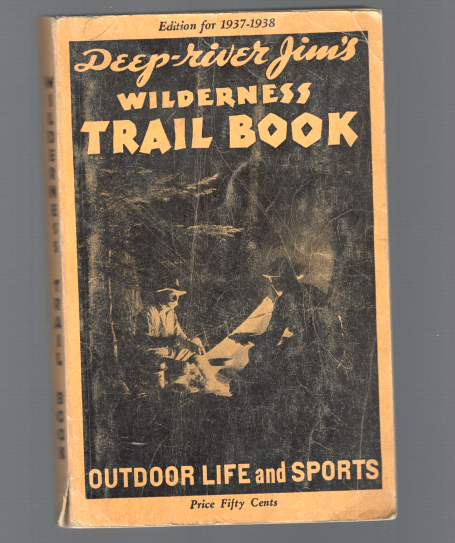 Edition for 1937-1938
Deep-river Jim's
WILDERNESS
TRAIL BOOK
OUTDOOR LIFE and SPORTS
Price Fifty Cents
WILDERNESS TRAIL BOOK